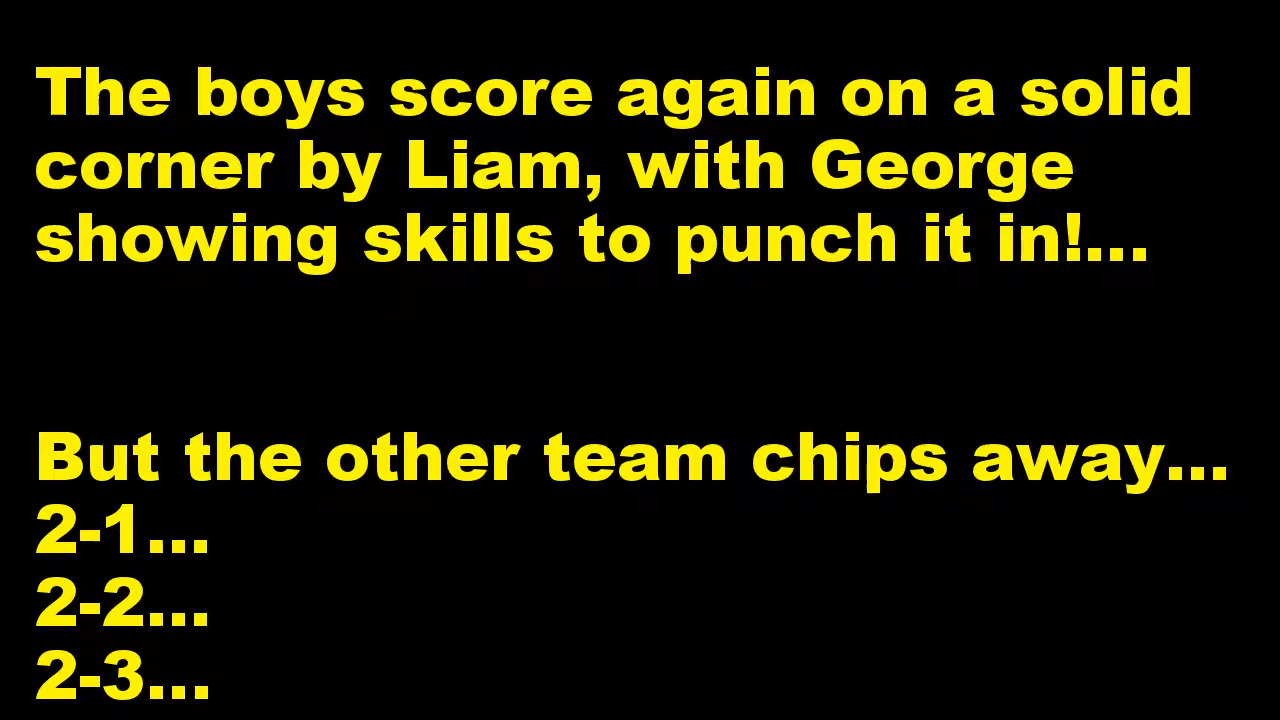 The boys score again on a solid
corner by Liam, with George
showing skills to punch it in!...
But the other team chips away...
2-1...
2-2...
2-3...